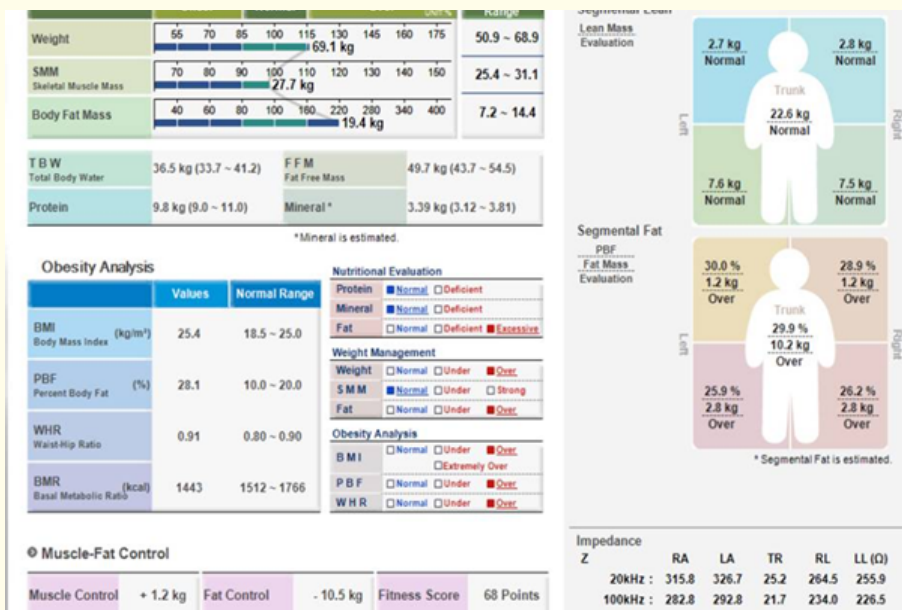 Range
Segmental Lean
Weight
55 70 85 100 115 130 145 160 175
69.1 kg
50.9 ~ 68.9
SMM
Skeletal Muscle Mass
70 80 90 100 110 120 130 140 150
27.7 kg
25.4 ~ 31.1
Body Fat Mass
40 60 80 100 160 220 280 340 400
19.4 kg
7.2 ~ 14.4
TBW
Total Body Water
36.5 kg (33.7 ~ 41.2)
FFM
Fat Free Mass
49.7 kg (43.7 ~ 54.5)
Protein
9.8 kg (9.0 ~ 11.0)
Mineral *
3.39 kg (3.12 ~ 3.81)
*Mineral is estimated.
Obesity Analysis
Values Normal Range
BMI (kg/m²) 25.4 18.5 ~ 25.0
Body Mass Index
PBF (%) 28.1 10.0 ~ 20.0
Percent Body Fat
WHR 0.91 0.80 ~ 0.90
Waist-Hip Ratio
BMR (kcal) 1443 1512 ~ 1766
Basal Metabolic Ratio
Nutritional Evaluation
Protein Normal Deficient
Mineral Normal Deficient
Fat Normal Deficient Excessive
Weight Management
Weight Normal Under Over
SMM Normal Under Strong
Fat Normal Under Over
Obesity Analysis
BMI Normal Under Over
Extremely Over
PBF Normal Under Over
WHR Normal Under Over
Muscle-Fat Control
Muscle Control + 1.2 kg Fat Control - 10.5 kg Fitness Score 68 Points
Lean Mass
Evaluation
2.7 kg
Normal
2.8 kg
Normal
Trunk
22.6 kg
Normal
Left
Right
7.6 kg
Normal
7.5 kg
Normal
Segmental Fat
PBF
Fat Mass
Evaluation
30.0 %
1.2 kg
Over
28.9 %
1.2 kg
Over
Trunk
29.9 %
10.2 kg
Over
Left
Right
25.9 %
2.8 kg
Over
26.2 %
2.8 kg
Over
* Segmental Fat is estimated.
Impedance
Z RA LA TR RL LL (Ω)
20kHz : 315.8 326.7 25.2 264.5 255.9
100kHz : 282.8 292.8 21.7 234.0 226.5